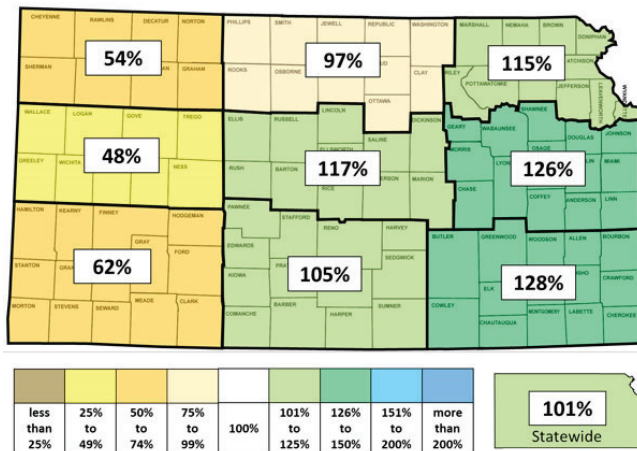 CHEYENNE RAWLINS DECATUR NORTON
SHERMAN 54% GRAHAM
PHILLIPS SMITH JEWELL REPUBLIC WASHINGTON
97%
ROOKS OSBORNE CLAY
OTTAWA
MARSHALL NEMAHA BROWN DONIPHAN
115% ATCHISON
RILEY POTTAWATOMIE JEFFERSON
LEAVENWORTH WYANDOTTE
WALLACE LOGAN GOVE TREGO
48%
GREELEY WICHITA NESS
LINCOLN DICKINSON
ELLIS RUSSELL SALINE
ELLSWORTH
117%
RUSH BARTON RICE MARION
SHAWNEE
GEARY WABAUNSEE DOUGLAS JOHNSON
MORRIS OSAGE
LYON 126% MIAMI
CHASE COFFEY ANDERSON LINN
HAMILTON KEARNY FINNEY HODGEMAN
GRAY
62% FORD
STANTON
MORTON STEVENS SEWARD MEADE CLARK
PAWNEE STAFFORD RENO HARVEY
EDWARDS SEDGWICK
KIOWA 105%
BARBER SUMNER
COMANCHE HARPER
BUTLER GREENWOOD WOODSON ALLEN BOURBON
128%
CRAWFORD
COWLEY ELK
CHAUTAUQUA MONTGOMERY LABETTE CHEROKEE
less than 25%
25% to 49%
50% to 74%
75% to 99%
100%
101% to 125%
126% to 150%
151% to 200%
more than 200%
101%
Statewide